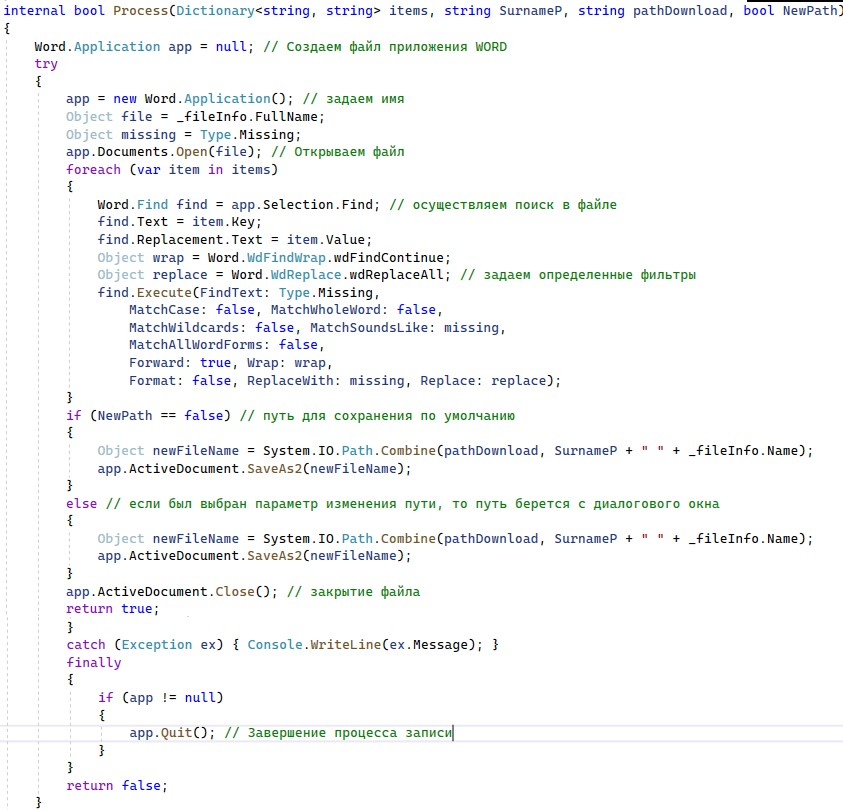 internal bool Process(Dictionary<string, string> items, string SurnameP, string pathDownload, bool NewPath)
{
    Word.Application app = null; // Создаем файл приложения WORD
    try
    {
        app = new Word.Application(); // задаем имя
        Object file = _fileInfo.FullName;
        Object missing = Type.Missing;
        app.Documents.Open(file); // Открываем файл
        foreach (var item in items)
        {
            Word.Find find = app.Selection.Find; // осуществляем поиск в файле
            find.Text = item.Key;
            find.Replacement.Text = item.Value;
            Object wrap = Word.WdFindWrap.wdFindContinue;
            Object replace = Word.WdReplace.wdReplaceAll; // задаем определенные фильтры
            find.Execute(FindText: Type.Missing,
                MatchCase: false, MatchWholeWord: false,
                MatchWildcards: false, MatchSoundsLike: missing,
                MatchAllWordForms: false,
                Forward: true, Wrap: wrap,
                Format: false, ReplaceWith: missing, Replace: replace);
        }
        if (NewPath == false) // путь для сохранения по умолчанию
        {
            Object newFileName = System.IO.Path.Combine(pathDownload, SurnameP + " " + _fileInfo.Name);
            app.ActiveDocument.SaveAs2(newFileName);
        }
        else // если был выбран параметр изменения пути, то путь берется с диалогового окна
        {
            Object newFileName = System.IO.Path.Combine(pathDownload, SurnameP + " " + _fileInfo.Name);
            app.ActiveDocument.SaveAs2(newFileName);
        }
        app.ActiveDocument.Close(); // закрытие файла
        return true;
        }
        catch (Exception ex) { Console.WriteLine(ex.Message); }
        finally
        {
            if (app != null)
            {
                app.Quit(); // Завершение процесса записи
            }
        }
        return false;
    }